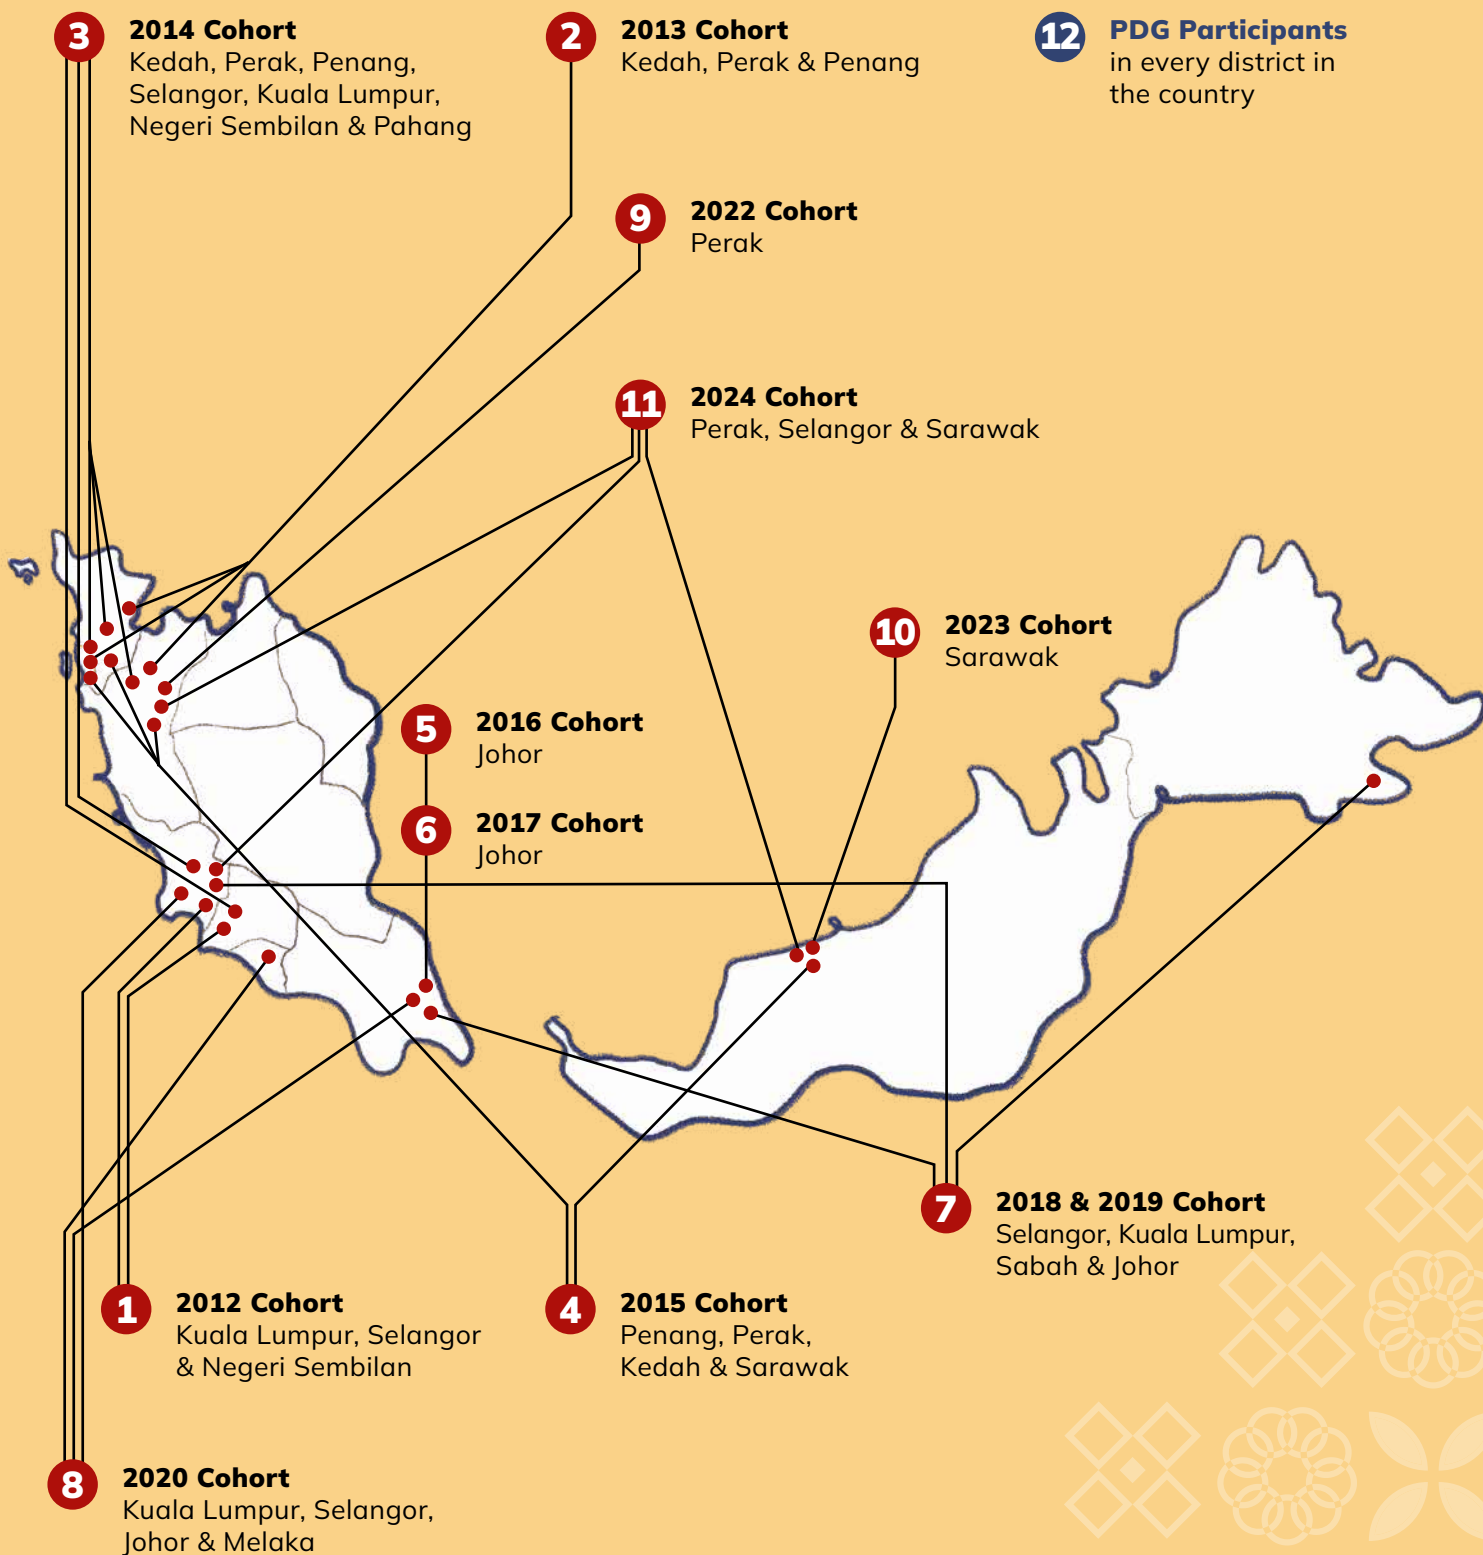 3
2014 Cohort
Kedah, Perak, Penang,
Selangor, Kuala Lumpur,
Negeri Sembilan & Pahang
2
2013 Cohort
Kedah, Perak & Penang
12
PDG Participants
in every district in
the country
9
2022 Cohort
Perak
11
2024 Cohort
Perak, Selangor & Sarawak
10
2023 Cohort
Sarawak
5
2016 Cohort
Johor
6
2017 Cohort
Johor
7
2018 & 2019 Cohort
Selangor, Kuala Lumpur,
Sabah & Johor
1
2012 Cohort
Kuala Lumpur, Selangor
& Negeri Sembilan
4
2015 Cohort
Penang, Perak,
Kedah & Sarawak
8
2020 Cohort
Kuala Lumpur, Selangor,
Johor & Melaka